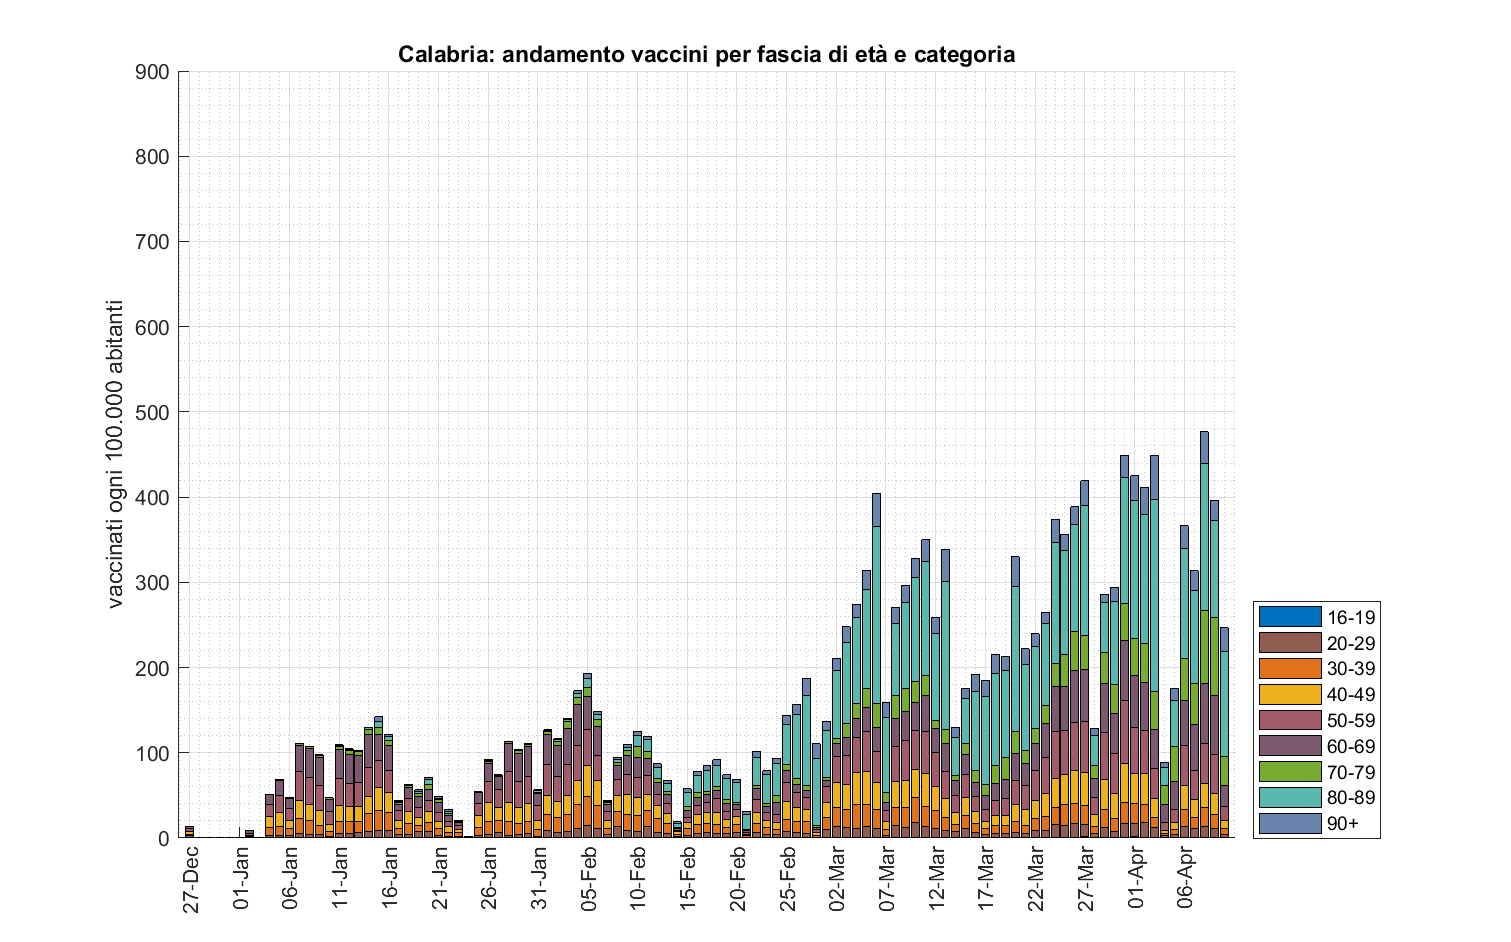 Calabria: andamento vaccini per fascia di età e categoria
vaccinati ogni 100.000 abitanti
900
800
700
600
500
400
300
200
100
0
27-Dec
01-Jan
06-Jan
11-Jan
16-Jan
21-Jan
26-Jan
31-Jan
05-Feb
10-Feb
15-Feb
20-Feb
25-Feb
02-Mar
07-Mar
12-Mar
17-Mar
22-Mar
27-Mar
01-Apr
06-Apr
16-19
20-29
30-39
40-49
50-59
60-69
70-79
80-89
90+